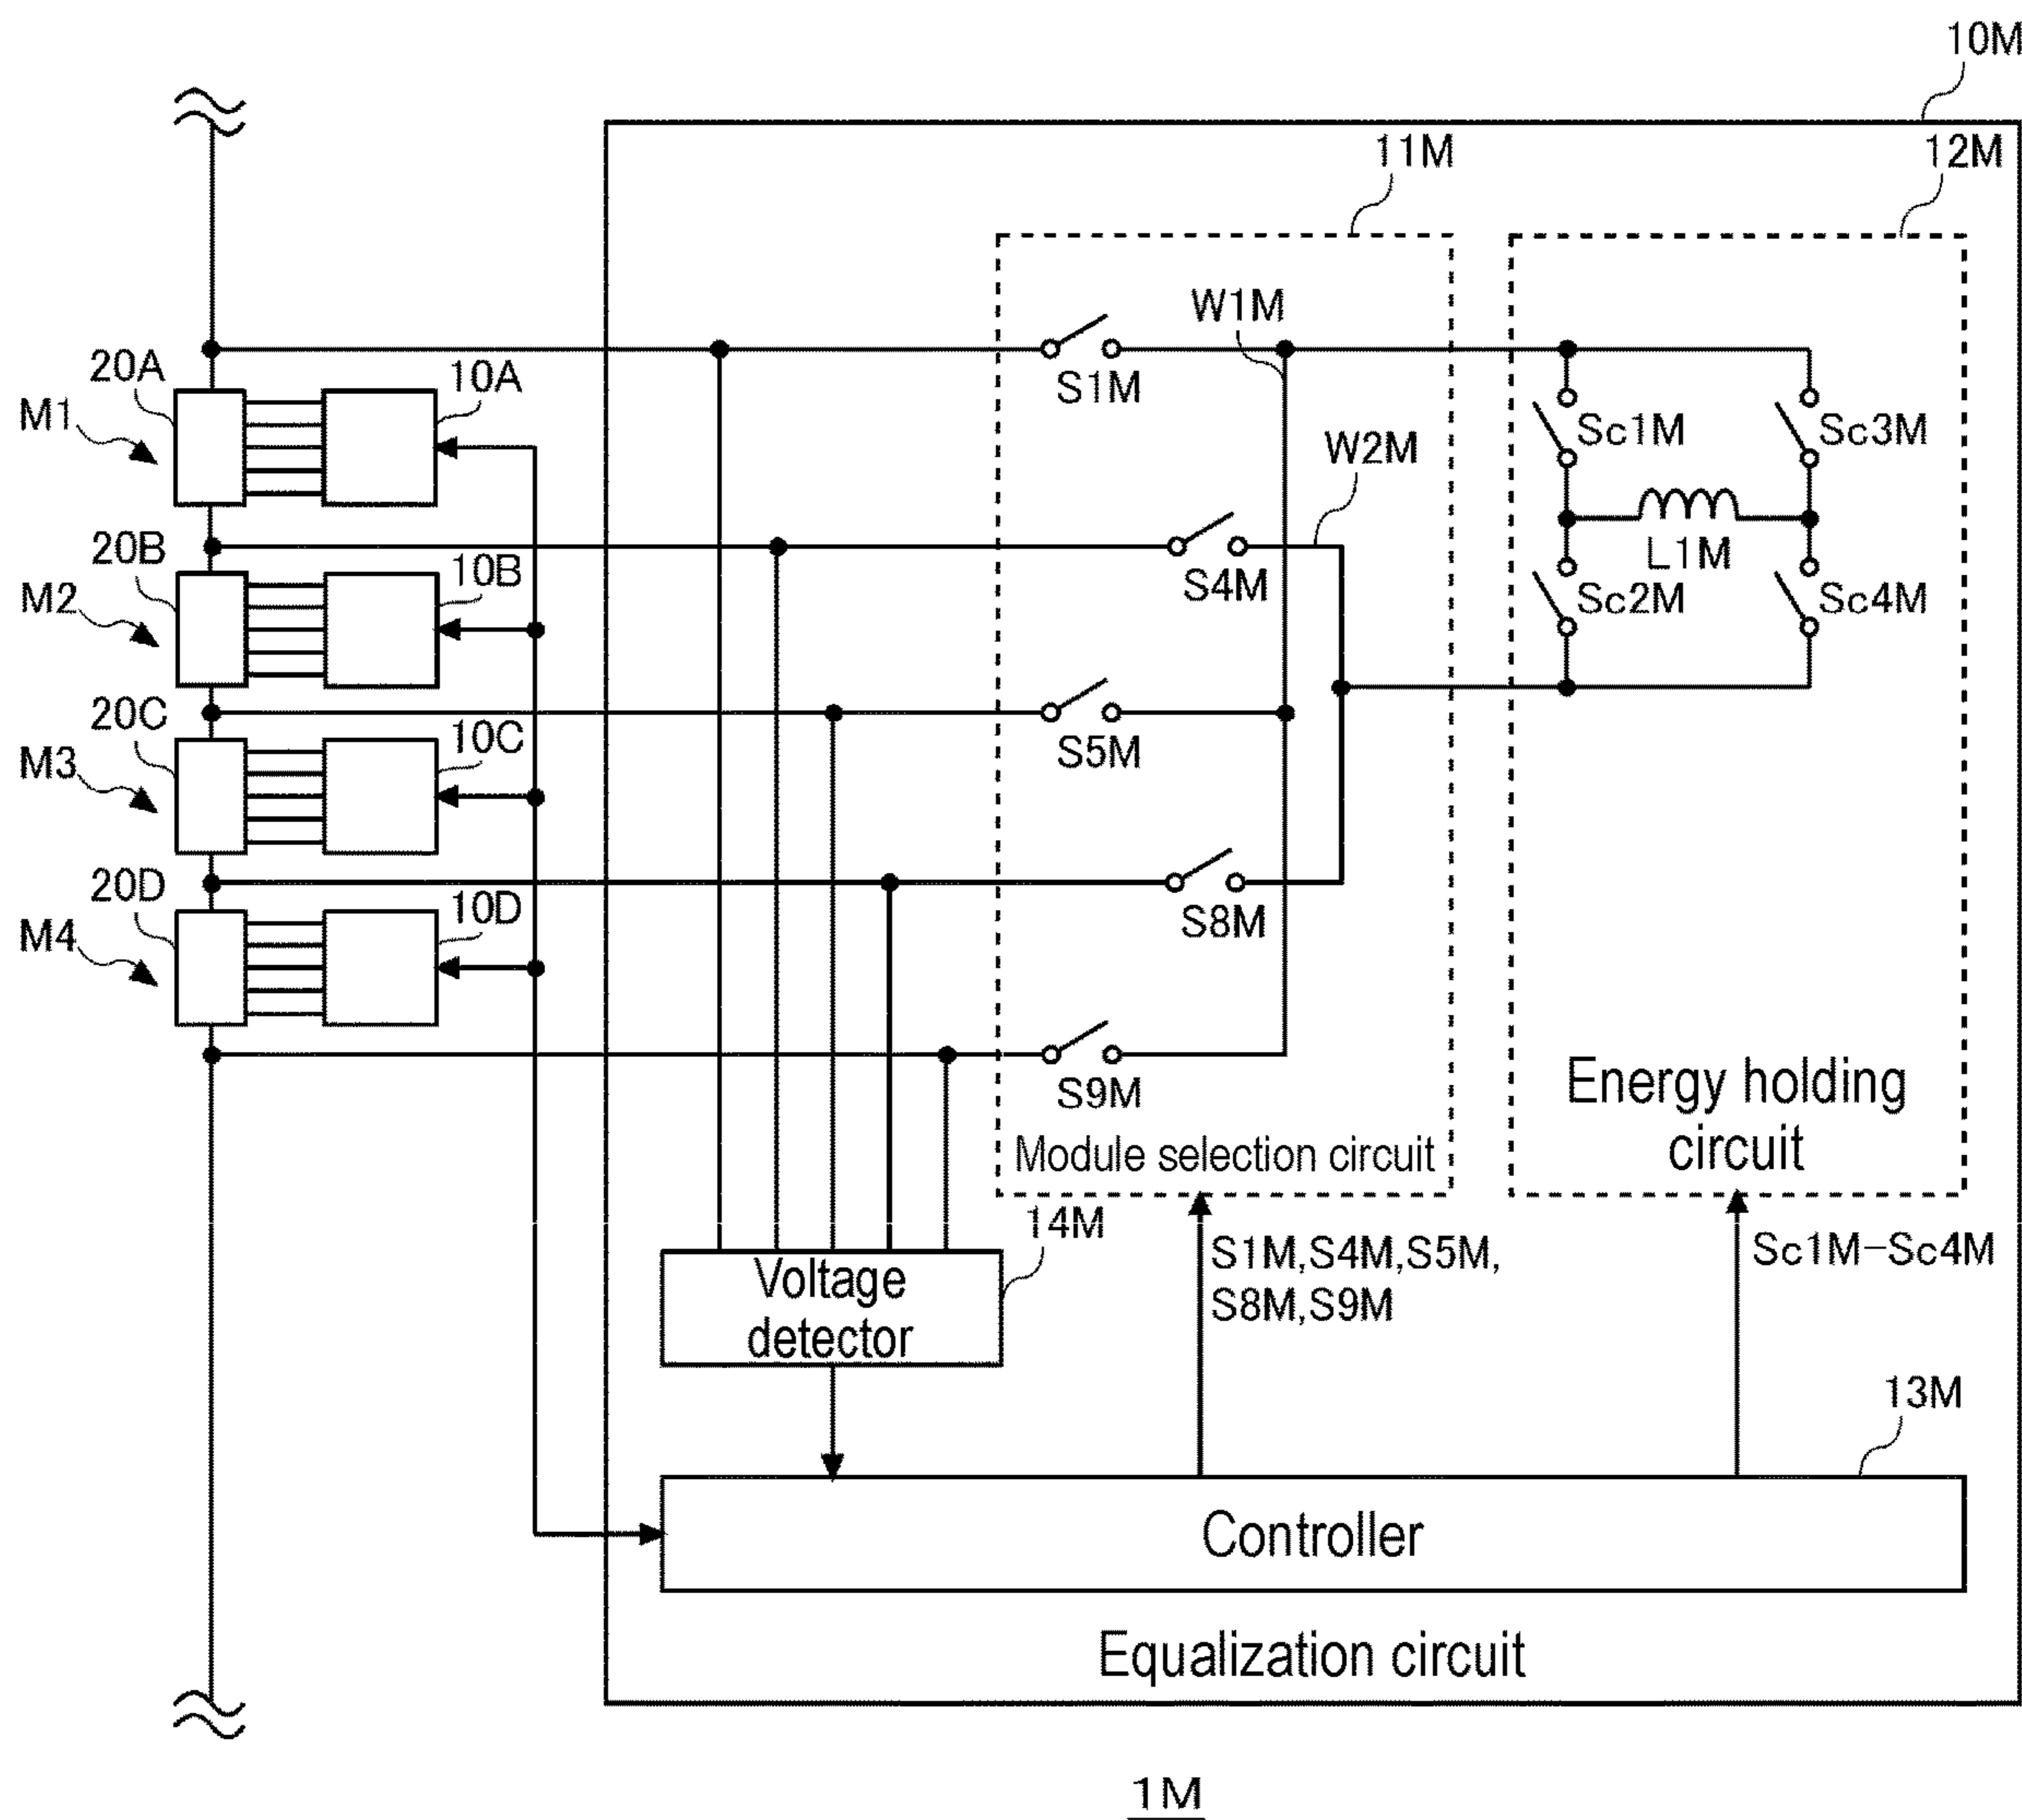 10M
11M
12M
W1M
20A
10A
M1
S1M
Sc1M
Sc3M
W2M
20B
10B
L1M
M2
S4M
Sc2M
Sc4M
20C
10C
M3
S5M
20D
10D
M4
S8M
S9M
Energy holding
circuit
Module selection circuit
14M
S1M,S4M,S5M,
S8M,S9M
Sc1M-Sc4M
Voltage
detector
13M
Controller
Equalization circuit
1M